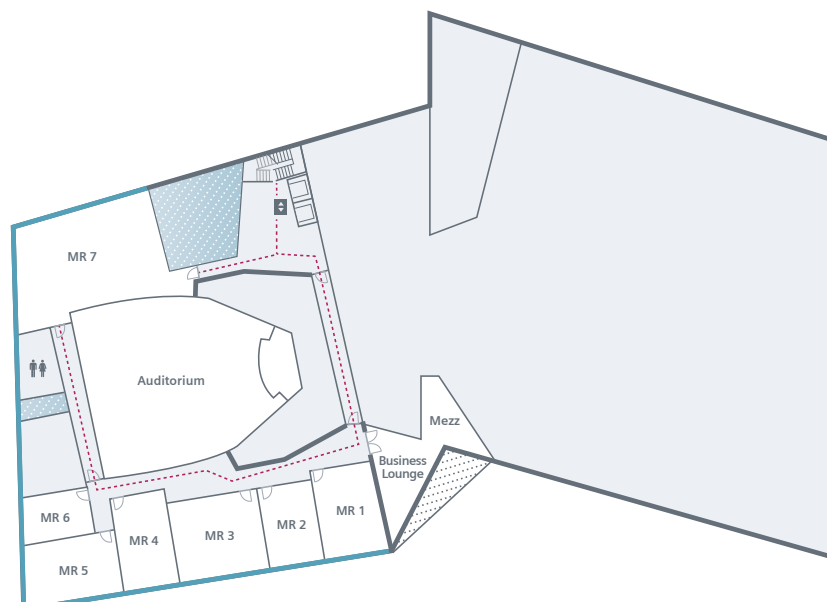 MR 7
Auditorium
Mezz
Business
Lounge
MR 6
MR 5
MR 4
MR 3
MR 2
MR 1